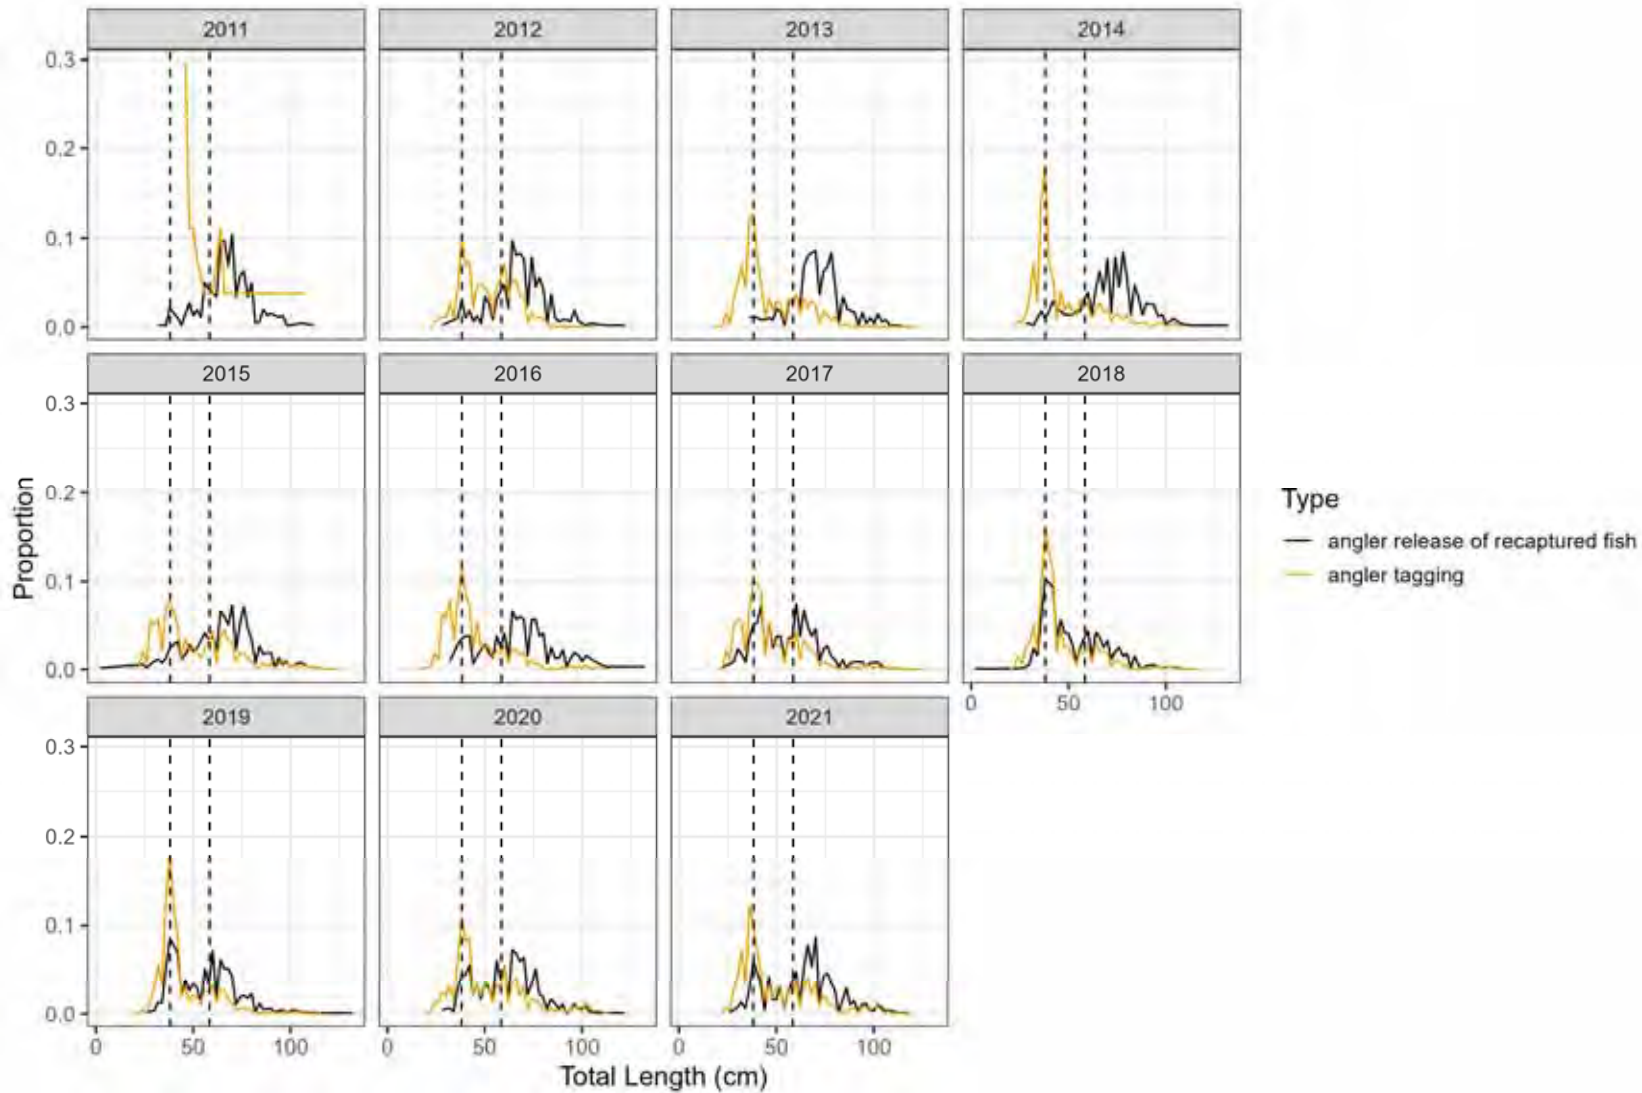 2011 2012 2013 2014
0.3
0.2
0.1
0.0
2015 2016 2017 2018
0.3
0.2
0.1
0.0
0 50 100
2019 2020 2021
0.3
0.2
0.1
0.0
0 50 100 0 50 100 0 50 100
Proportion
Total Length (cm)
Type
angler release of recaptured fish
angler tagging